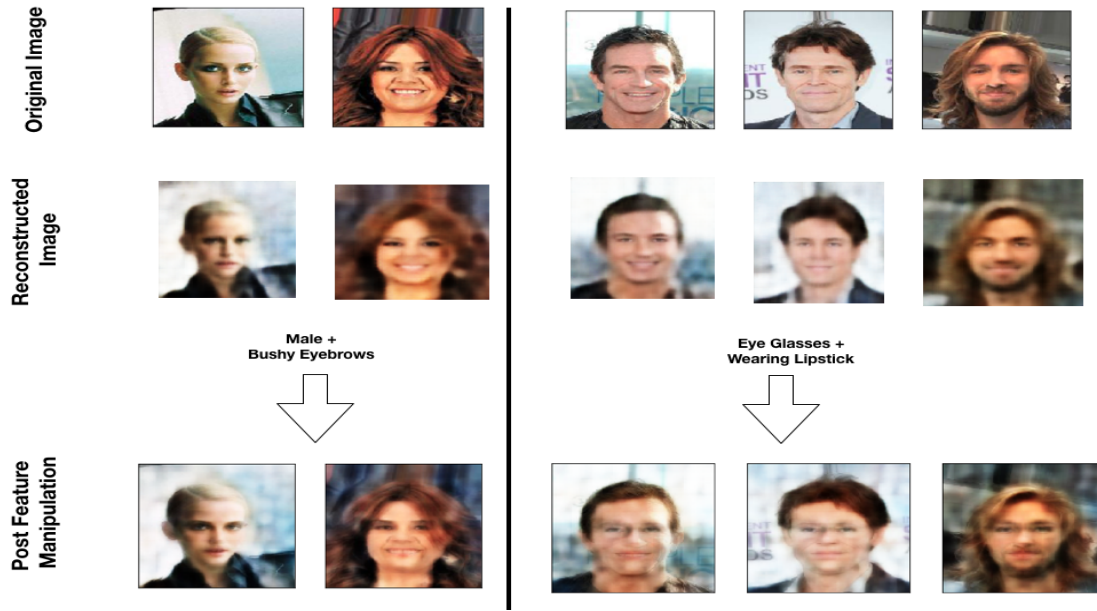 Original Image
Reconstructed
Image
Male +
Bushy Eyebrows
Eye Glasses +
Wearing Lipstick
Post Feature
Manipulation